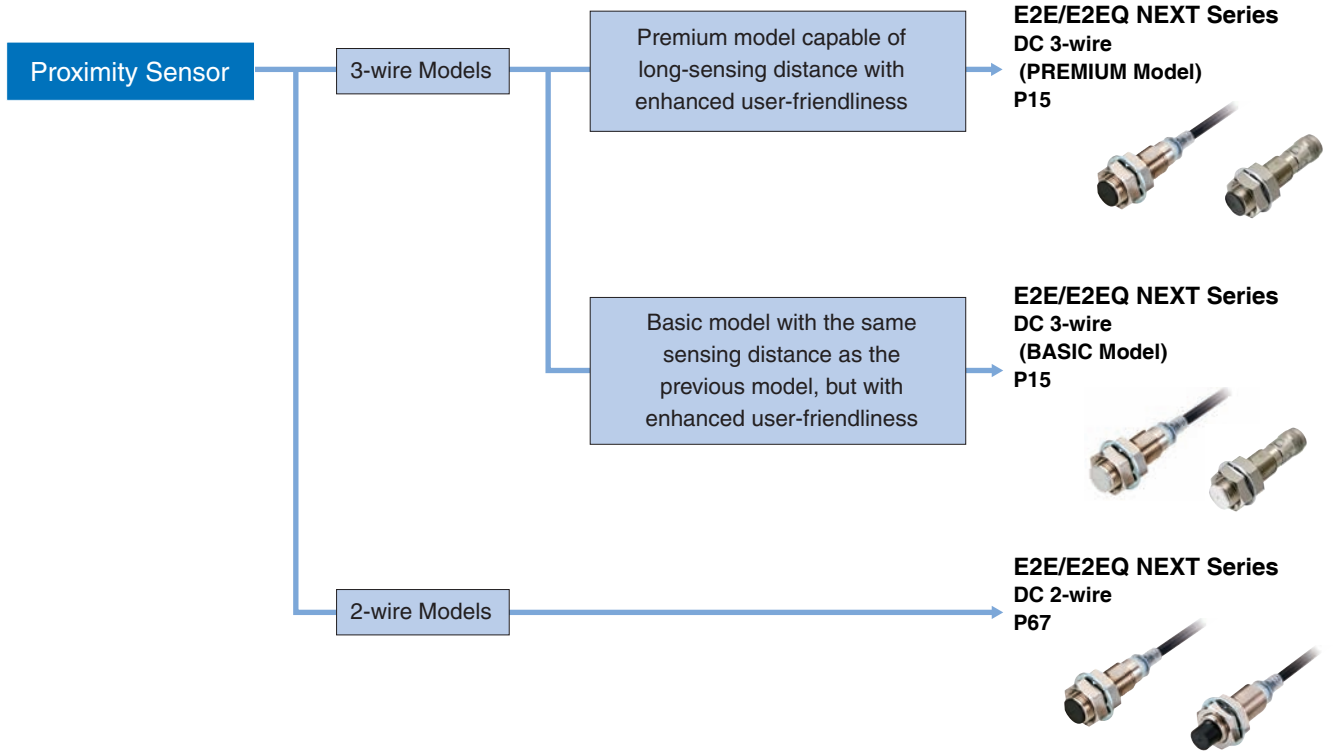 Proximity Sensor
3-wire Models
Premium model capable of
long-sensing distance with
enhanced user-friendliness
E2E/E2EQ NEXT Series
DC 3-wire
(PREMIUM Model)
P15
Basic model with the same
sensing distance as the
previous model, but with
enhanced user-friendliness
E2E/E2EQ NEXT Series
DC 3-wire
(BASIC Model)
P15
2-wire Models
E2E/E2EQ NEXT Series
DC 2-wire
P67